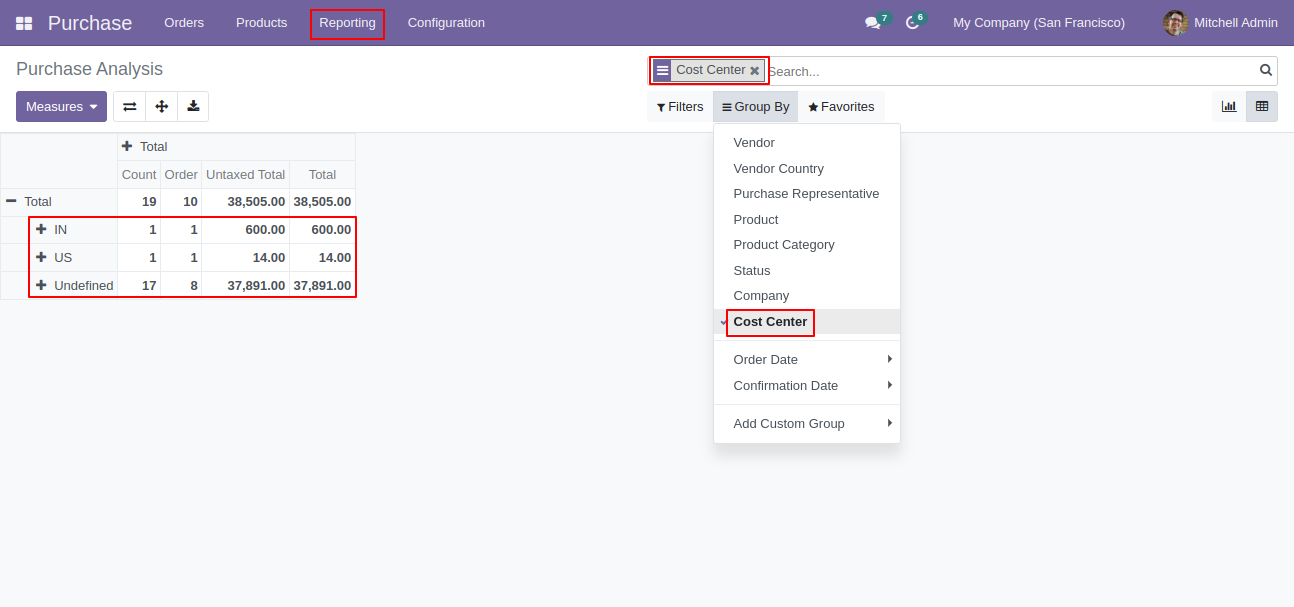 Purchase Orders Products Reporting Configuration 7 6 My Company (San Francisco) Mitchell Admin
Purchase Analysis
Cost Center Search...
Measures
Filters Group By Favorites
Total
Count Order Untaxed Total Total
Total 19 10 38,505.00 38,505.00
IN 1 1 600.00 600.00
US 1 1 14.00 14.00
Undefined 17 8 37,891.00 37,891.00
Vendor
Vendor Country
Purchase Representative
Product
Product Category
Status
Company
Cost Center
Order Date
Confirmation Date
Add Custom Group